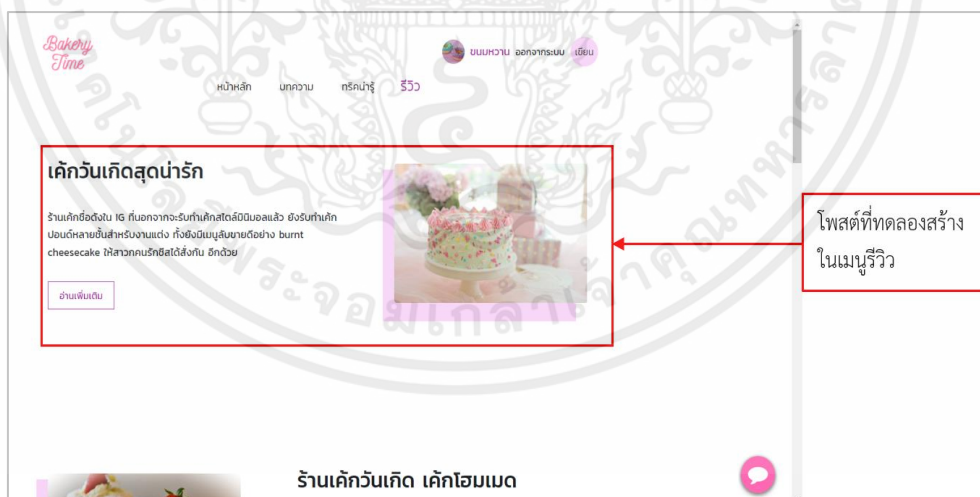 Bakery
Time
ขนมหวาน ออกจากระบบ เขียน
หน้าหลัก บทความ ทริคน่ารู้ รีวิว
เค้กวันเกิดสุดน่ารัก
ร้านเค้กชื่อดังใน IG ที่นอกจากจะรับทำเค้กสไตล์มินิมอลแล้ว ยังรับทำเค้ก
ปอนด์หลายชั้นสำหรับงานแต่ง ทั้งยังมีเมนูลับขายดีอย่าง burnt
cheesecake ให้สาวกคนรักชีสได้สั่งกัน อีกด้วย
อ่านเพิ่มเติม
โพสต์ที่ทดลองสร้าง
ในเมนูรีวิว
ร้านเค้กวันเกิด เค้กโฮมเมด